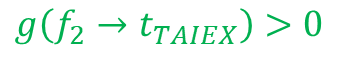 g(f₂ → t_TAIEX) > 0